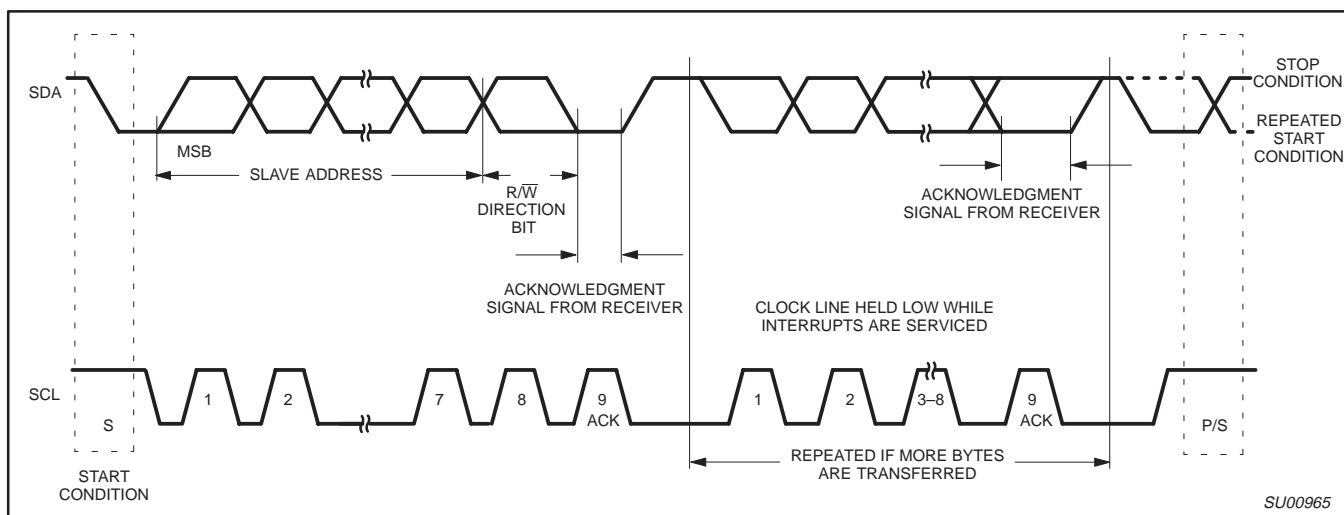 SDA
STOP
CONDITION
REPEATED
START
CONDITION
MSB
SLAVE ADDRESS
R/W̅
DIRECTION
BIT
ACKNOWLEDGMENT
SIGNAL FROM RECEIVER
ACKNOWLEDGMENT
SIGNAL FROM RECEIVER
CLOCK LINE HELD LOW WHILE
INTERRUPTS ARE SERVICED
SCL
S
1
2
7
8
9
ACK
1
2
3–8
9
ACK
P/S
START
CONDITION
REPEATED IF MORE BYTES
ARE TRANSFERRED
SU00965